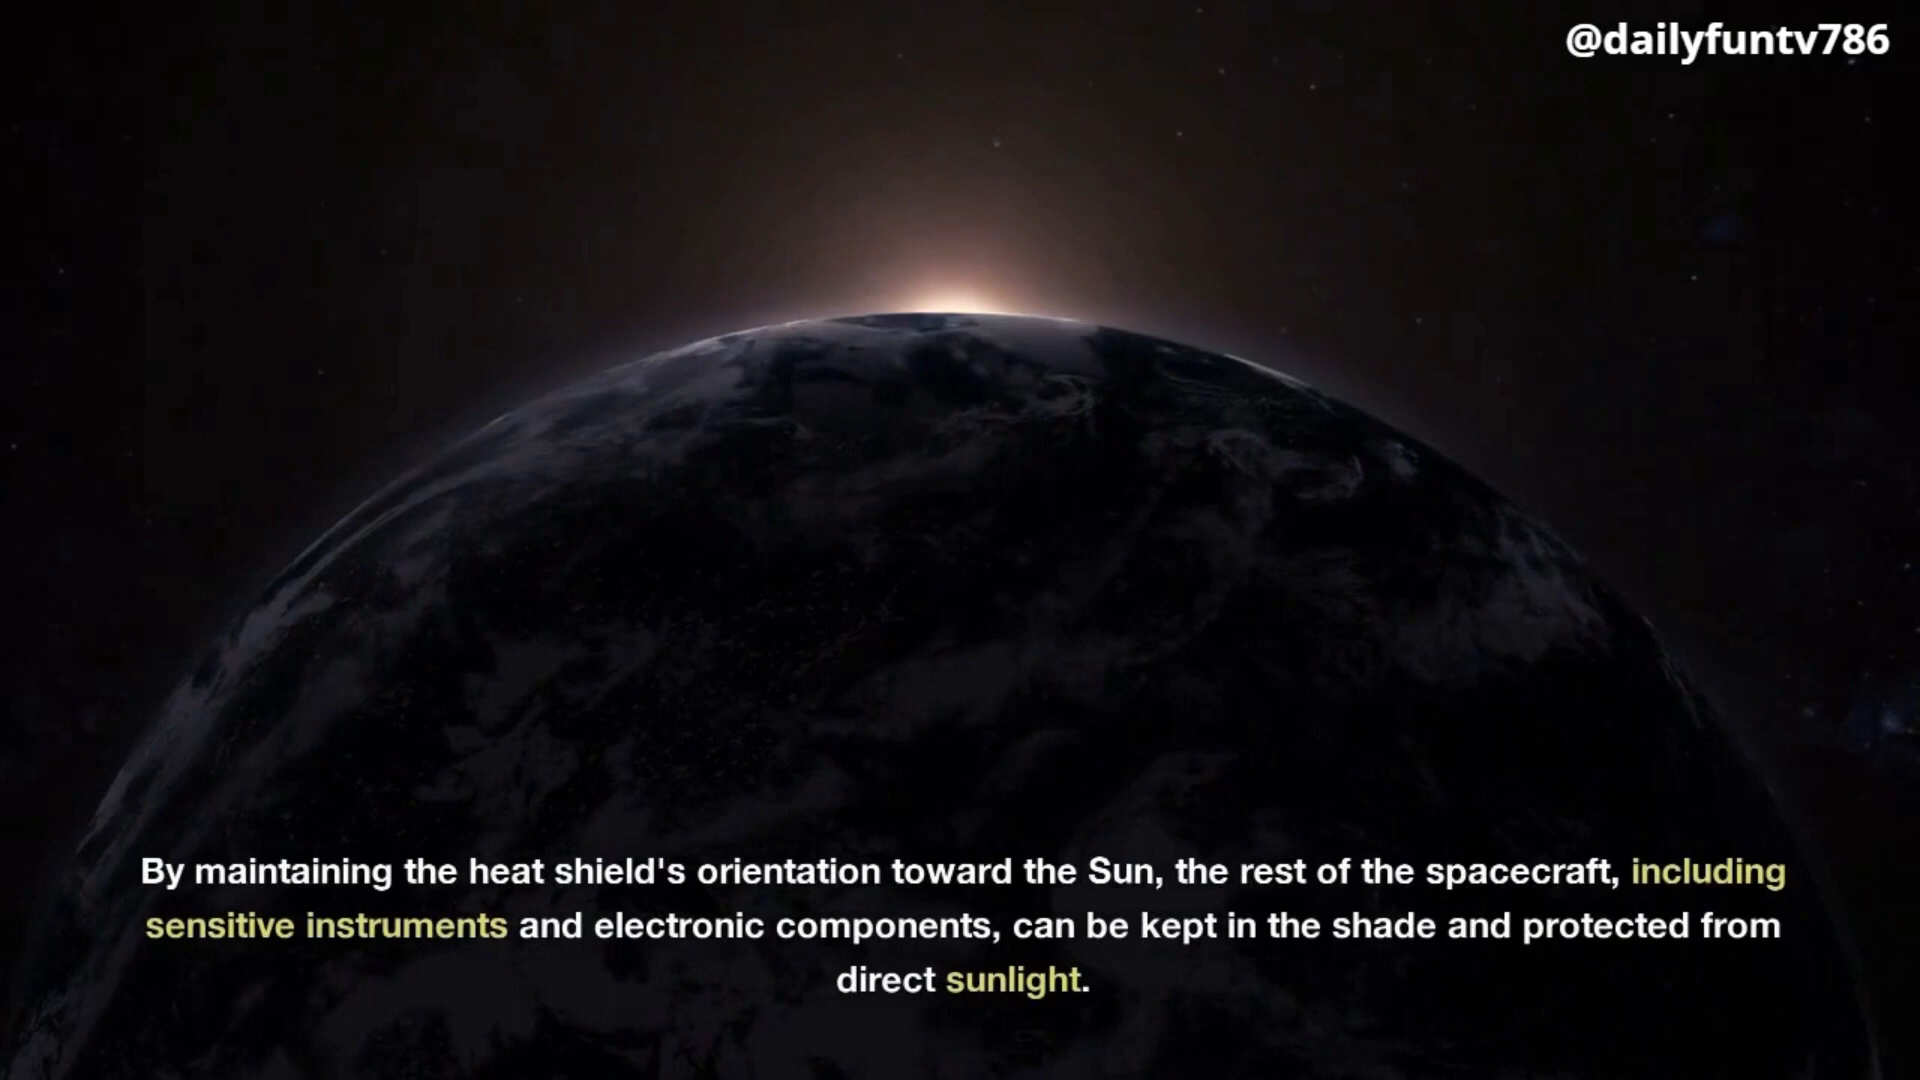 @dailyfuntv786
By maintaining the heat shield's orientation toward the Sun, the rest of the spacecraft, including
sensitive instruments and electronic components, can be kept in the shade and protected from
direct sunlight.